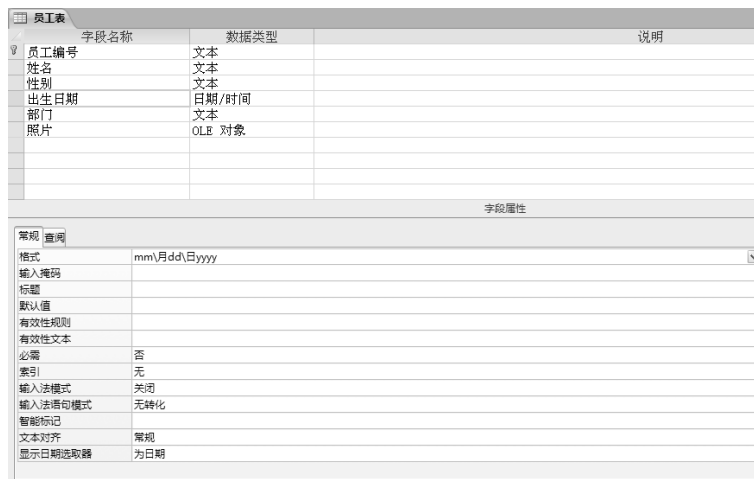 员工表
字段名称 数据类型 说明
员工编号 文本
姓名 文本
性别 文本
出生日期 日期/时间
部门 文本
照片 OLE 对象
字段属性
常规 查阅
格式 mm\月dd\日yyyy
输入掩码
标题
默认值
有效性规则
有效性文本
必需 否
索引 无
输入法模式 关闭
输入法语句模式 无转化
智能标记
文本对齐 常规
显示日期选取器 为日期